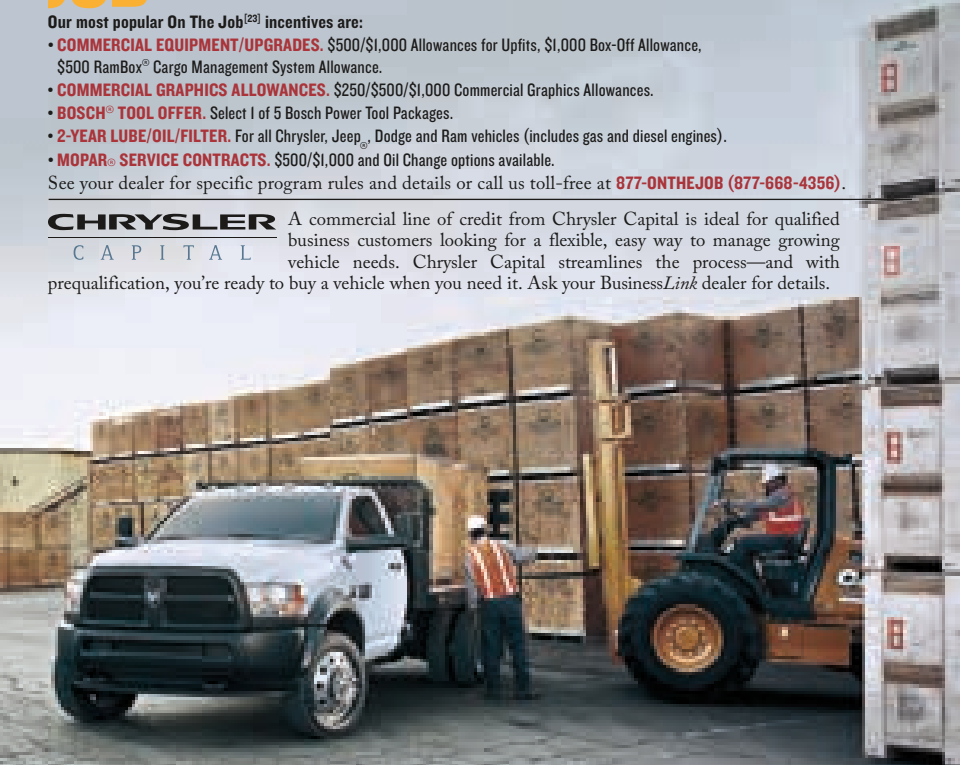 JOB
Our most popular On The Job[23] incentives are:
• COMMERCIAL EQUIPMENT/UPGRADES. $500/$1,000 Allowances for Upfits, $1,000 Box-Off Allowance,
$500 RamBox® Cargo Management System Allowance.
• COMMERCIAL GRAPHICS ALLOWANCES. $250/$500/$1,000 Commercial Graphics Allowances.
• BOSCH® TOOL OFFER. Select 1 of 5 Bosch Power Tool Packages.
• 2-YEAR LUBE/OIL/FILTER. For all Chrysler, Jeep®, Dodge and Ram vehicles (includes gas and diesel engines).
• MOPAR® SERVICE CONTRACTS. $500/$1,000 and Oil Change options available.
See your dealer for specific program rules and details or call us toll-free at 877-ONTHEJOB (877-668-4356).
CHRYSLER
CAPITAL
A commercial line of credit from Chrysler Capital is ideal for qualified
business customers looking for a flexible, easy way to manage growing
vehicle needs. Chrysler Capital streamlines the process—and with
prequalification, you're ready to buy a vehicle when you need it. Ask your BusinessLink dealer for details.